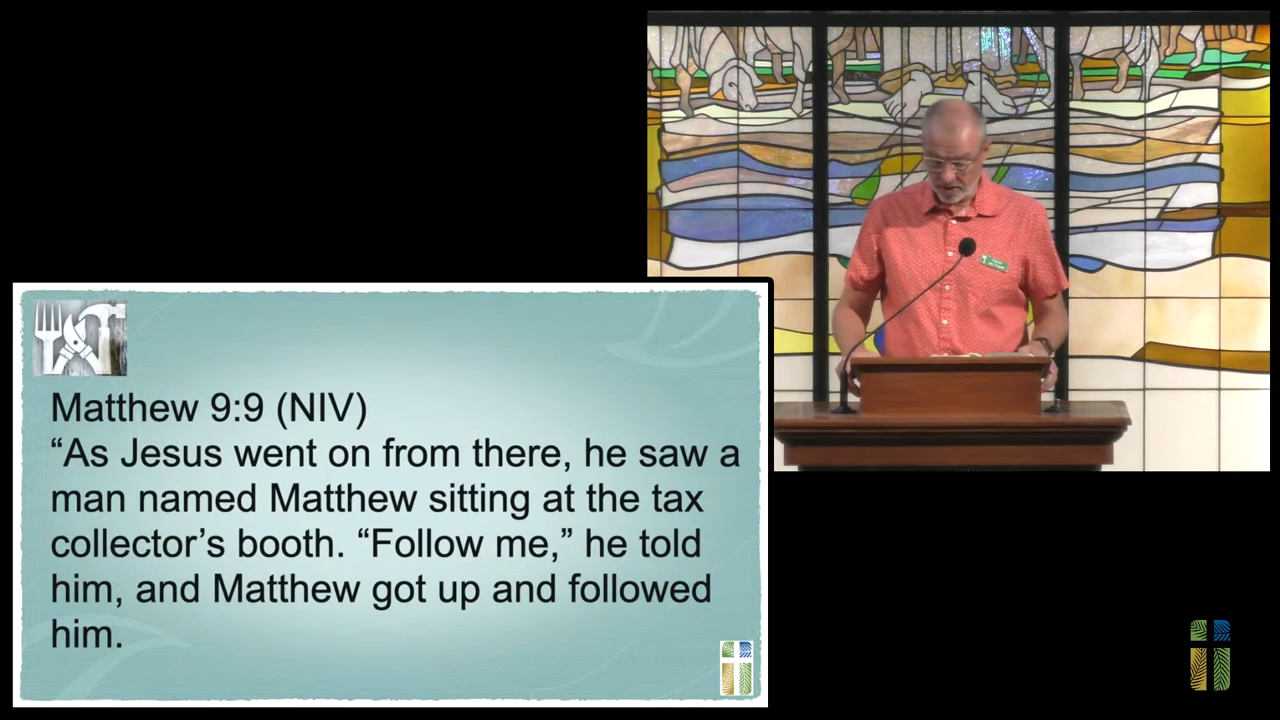 Matthew 9:9 (NIV)
“As Jesus went on from there, he saw a
man named Matthew sitting at the tax
collector’s booth. “Follow me,” he told
him, and Matthew got up and followed
him.